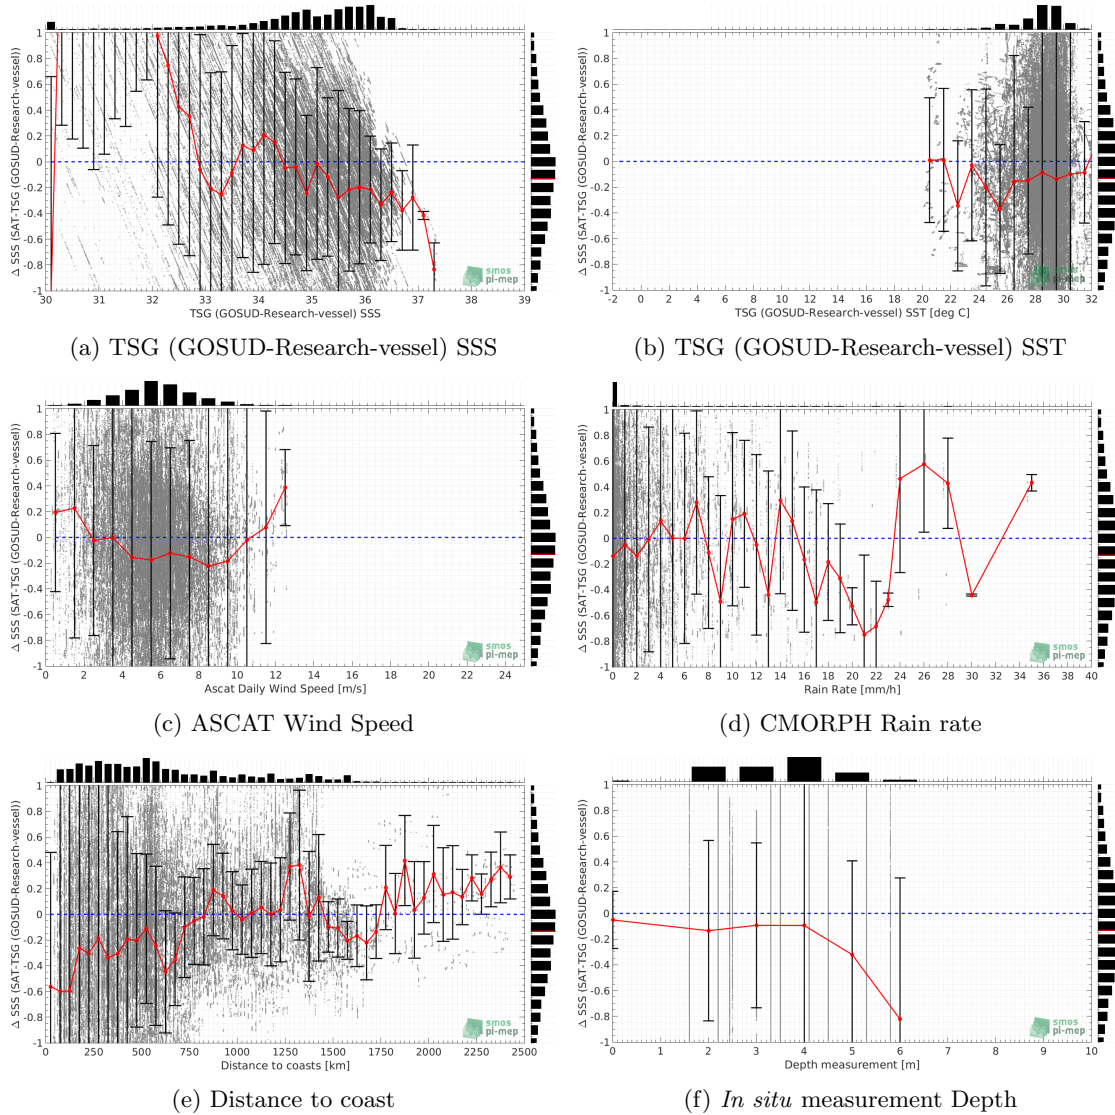 1
0.8
0.6
0.4
0.2
0
-0.2
-0.4
-0.6
-0.8
-1
Δ SSS (SAT-TSG (GOSUD-Research-vessel))
30 31 32 33 34 35 36 37 38 39
TSG (GOSUD-Research-vessel) SSS
smos
pi-mep
(a) TSG (GOSUD-Research-vessel) SSS
1
0.8
0.6
0.4
0.2
0
-0.2
-0.4
-0.6
-0.8
-1
Δ SSS (SAT-TSG (GOSUD-Research-vessel))
-2 0 2 4 6 8 10 12 14 16 18 20 22 24 26 28 30 32
TSG (GOSUD-Research-vessel) SST [deg C]
smos
pi-mep
(b) TSG (GOSUD-Research-vessel) SST
1
0.8
0.6
0.4
0.2
0
-0.2
-0.4
-0.6
-0.8
-1
Δ SSS (SAT-TSG (GOSUD-Research-vessel))
0 2 4 6 8 10 12 14 16 18 20 22 24
Ascat Daily Wind Speed [m/s]
smos
pi-mep
(c) ASCAT Wind Speed
1
0.8
0.6
0.4
0.2
0
-0.2
-0.4
-0.6
-0.8
-1
Δ SSS (SAT-TSG (GOSUD-Research-vessel))
0 2 4 6 8 10 12 14 16 18 20 22 24 26 28 30 32 34 36 38 40
Rain Rate [mm/h]
smos
pi-mep
(d) CMORPH Rain rate
1
0.8
0.6
0.4
0.2
0
-0.2
-0.4
-0.6
-0.8
-1
Δ SSS (SAT-TSG (GOSUD-Research-vessel))
0 250 500 750 1000 1250 1500 1750 2000 2250 2500
Distance to coasts [km]
smos
pi-mep
(e) Distance to coast
1
0.8
0.6
0.4
0.2
0
-0.2
-0.4
-0.6
-0.8
-1
Δ SSS (SAT-TSG (GOSUD-Research-vessel))
0 1 2 3 4 5 6 7 8 9 10
Depth measurement [m]
smos
pi-mep
(f) In situ measurement Depth